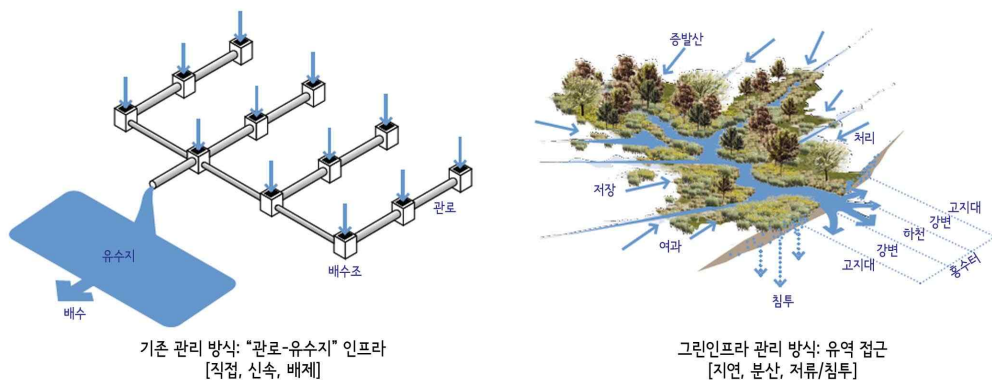 관로
유수지
배수조
배수
기존 관리 방식: “관로-유수지” 인프라
[직접, 신속, 배제]
증발산
처리
저장
여과
침투
고지대
강변
하천
강변
고지대
홍수터
그린인프라 관리 방식: 유역 접근
[지연, 분산, 저류/침투]